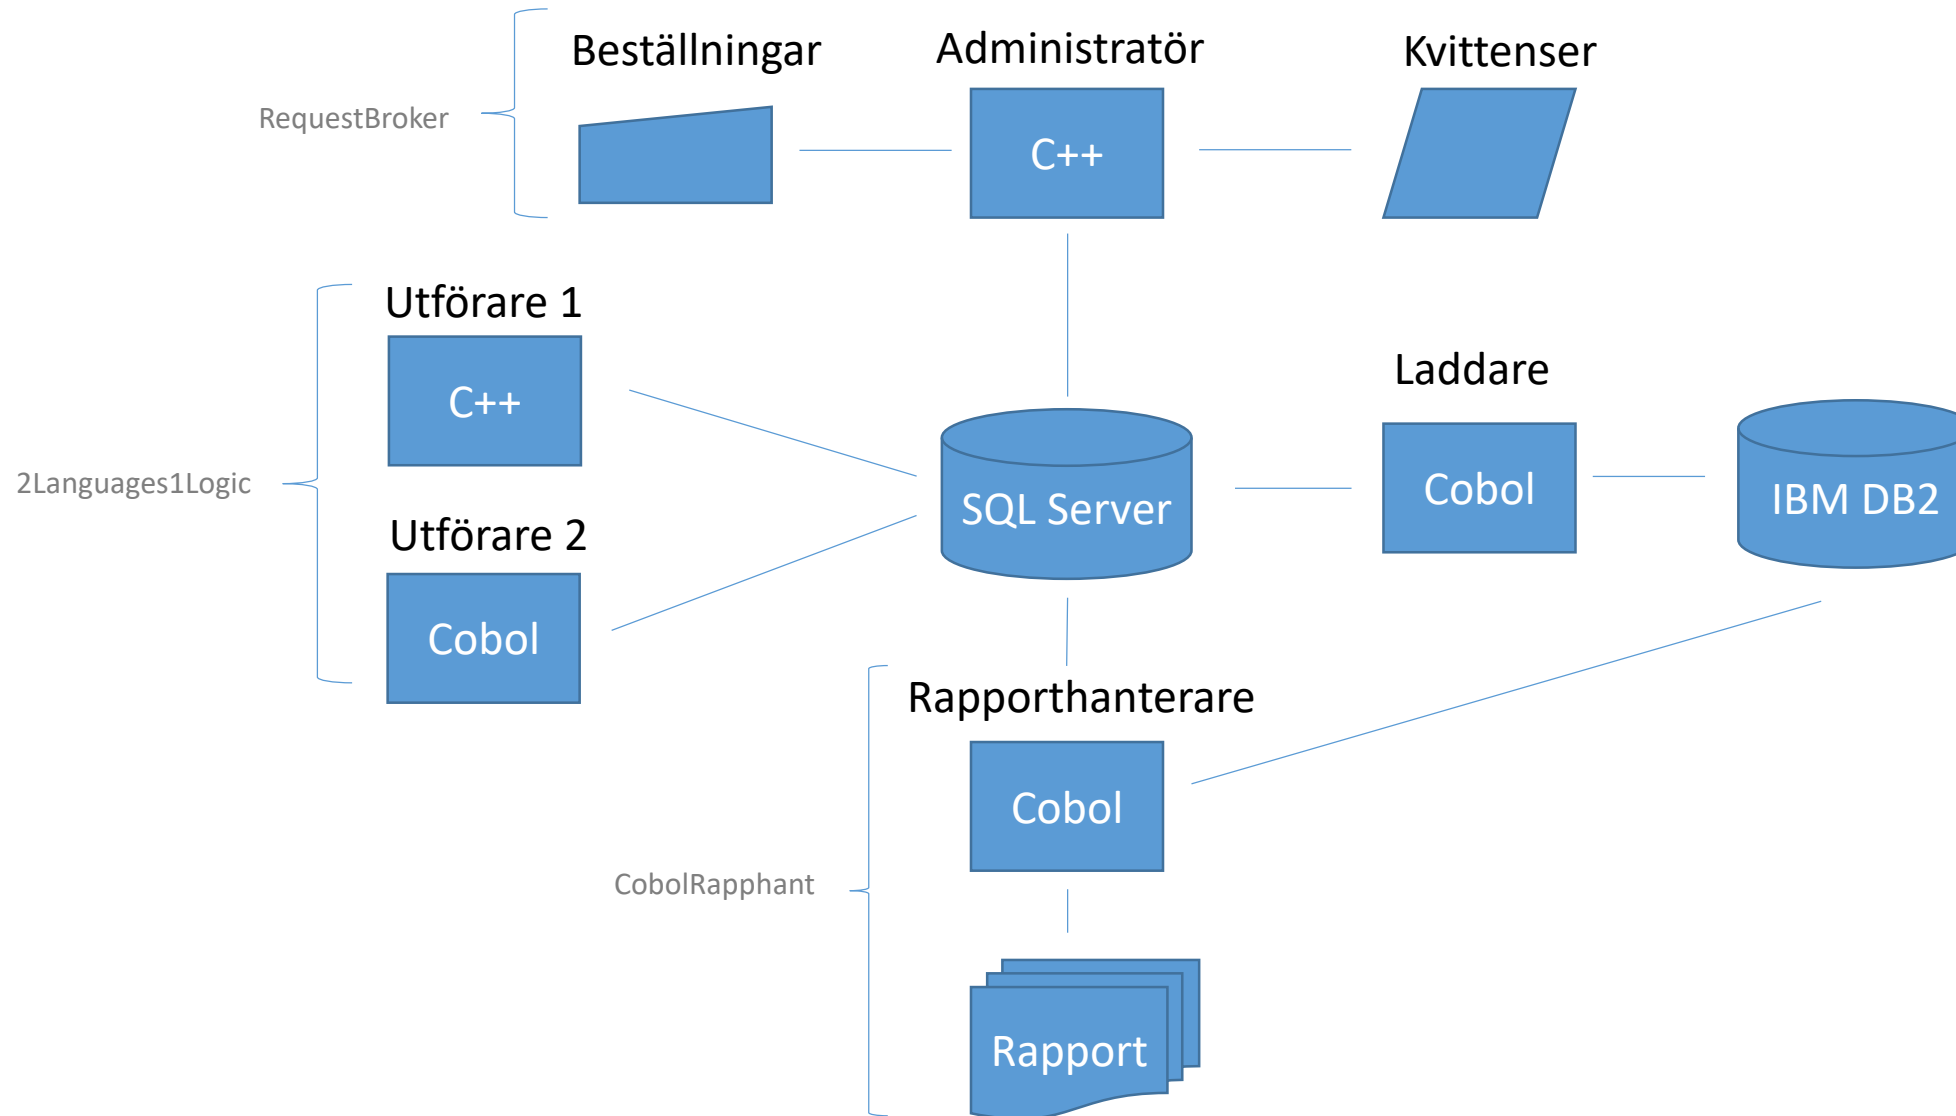 Beställningar
Administratör
Kvittenser
RequestBroker
C++
Utförare 1
C++
Laddare
2Languages1Logic
SQL Server
Cobol
IBM DB2
Utförare 2
Cobol
Rapporthanterare
Cobol
CobolRapphant
Rapport